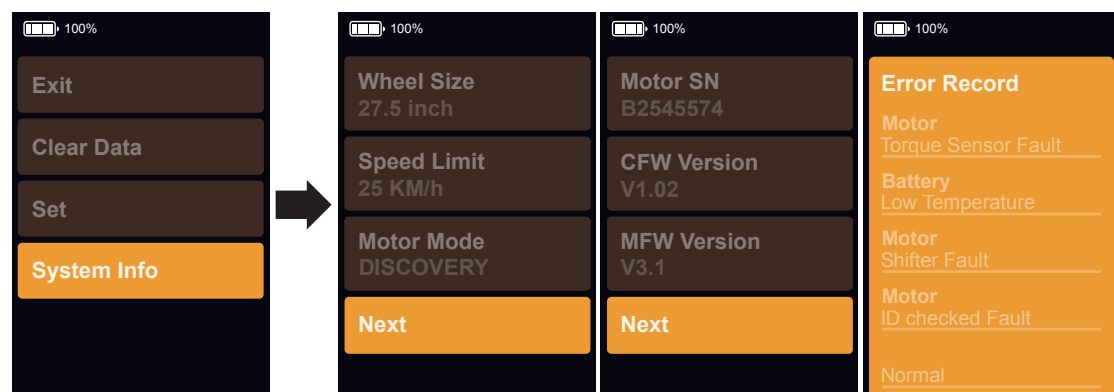 100%
Exit
Clear Data
Set
System Info
100%
Wheel Size
27.5 inch
Speed Limit
25 KM/h
Motor Mode
DISCOVERY
Next
100%
Motor SN
B2545574
CFW Version
V1.02
MFW Version
V3.1
Next
100%
Error Record
Motor
Torque Sensor Fault
Battery
Low Temperature
Motor
Shifter Fault
Motor
ID checked Fault
Normal